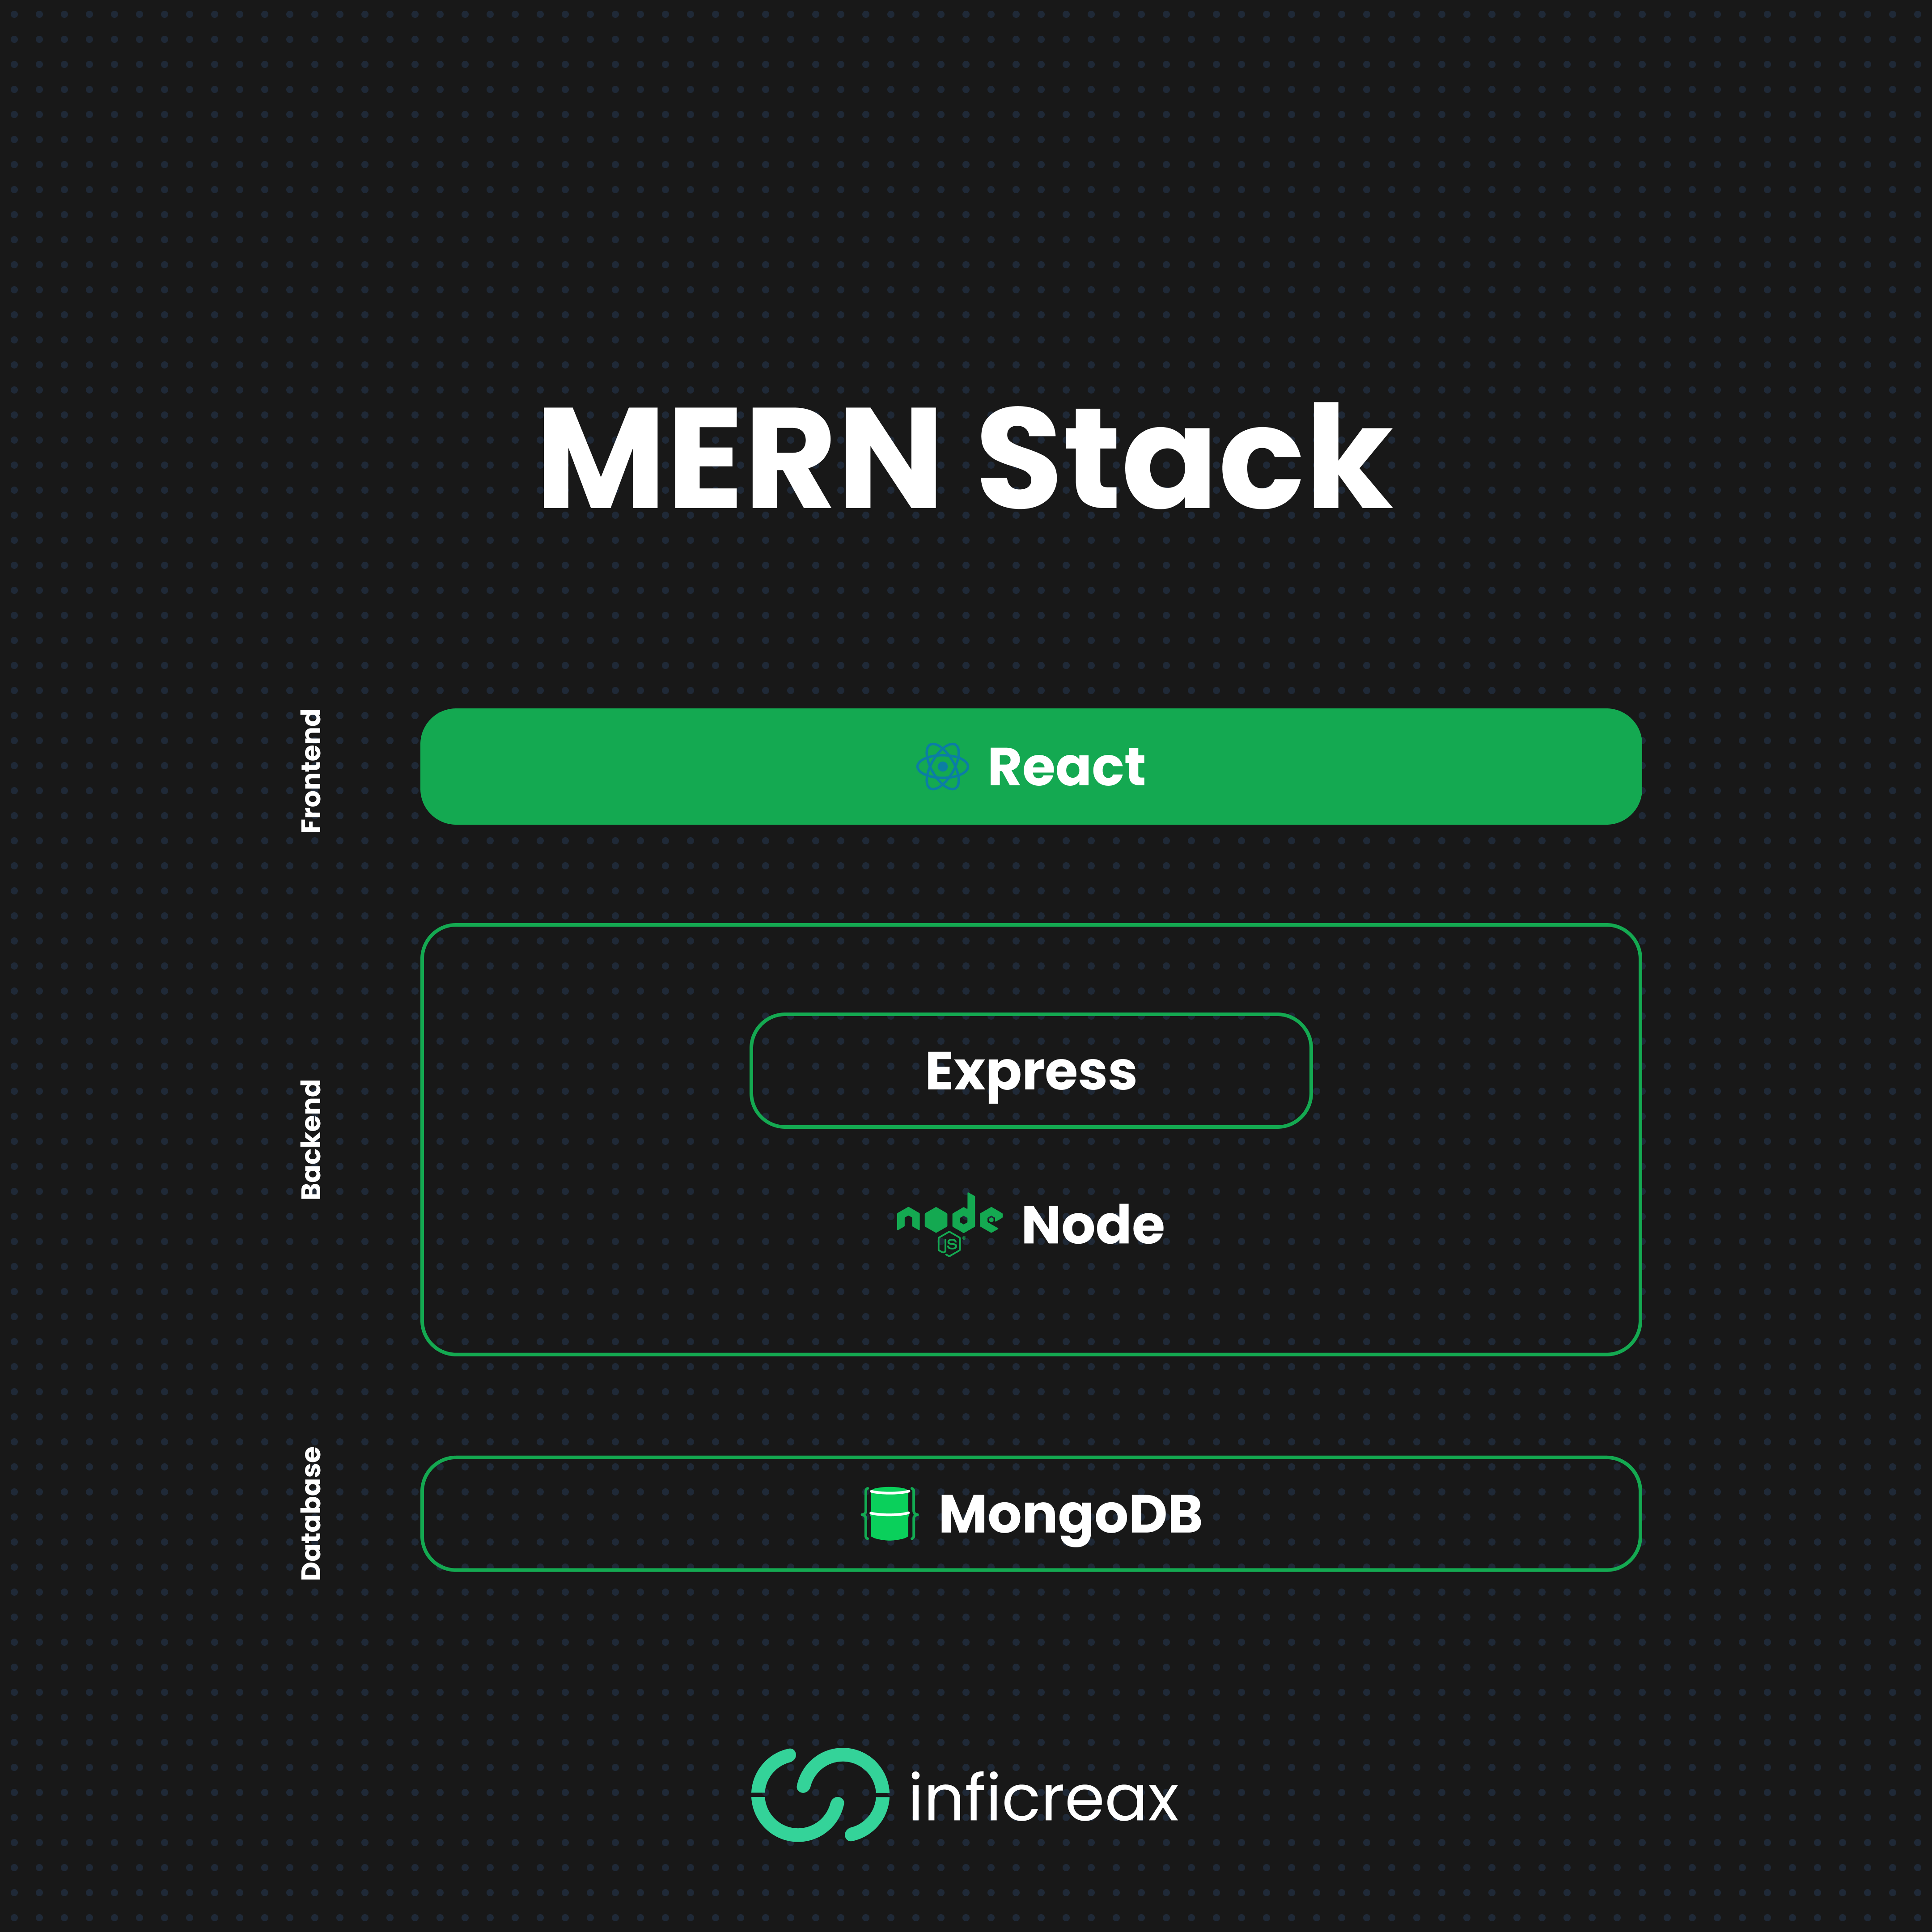 MERN Stack
Frontend
React
Backend
Express
node
JS
Node
Database
{ } MongoDB
inficreax